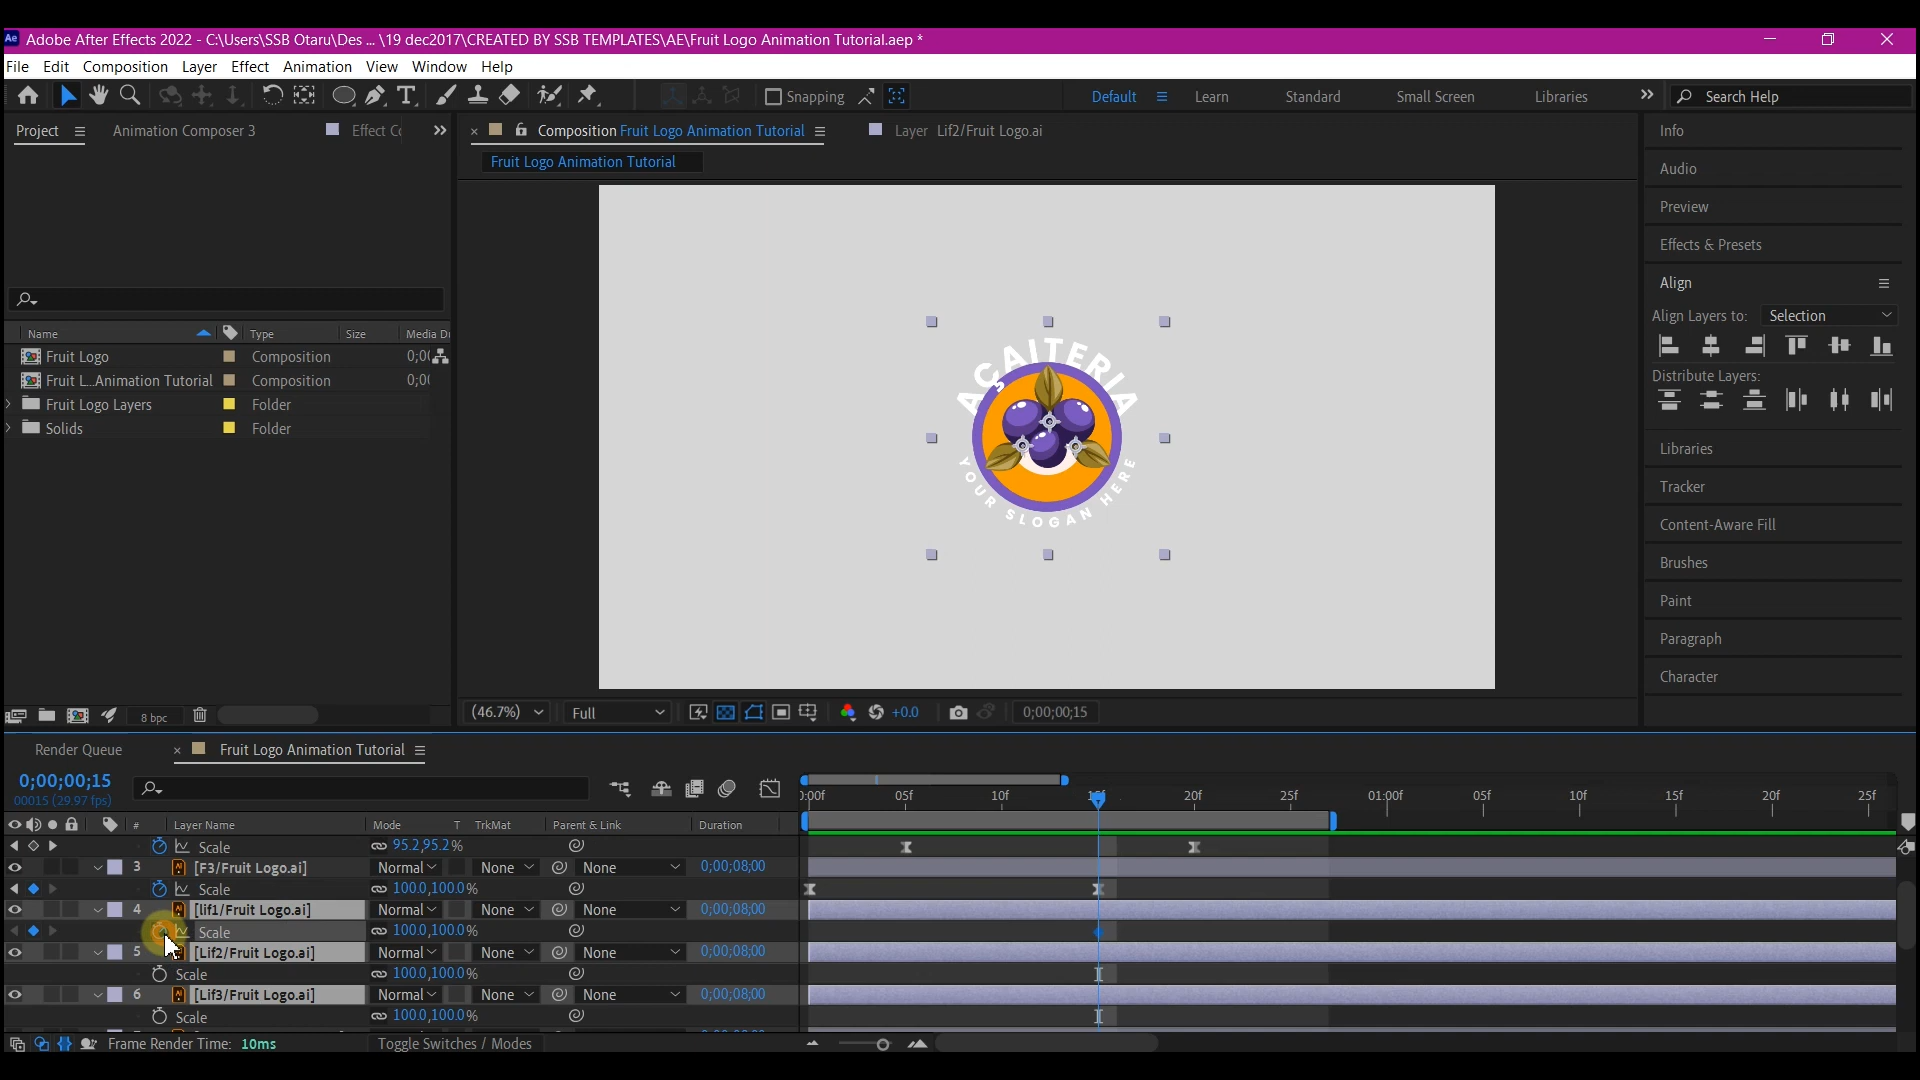 Ae Adobe After Effects 2022 - C:\Users\SSB Otaru\Des ... \19 dec2017\CREATED BY SSB TEMPLATES\AE\Fruit Logo Animation Tutorial.aep *
File Edit Composition Layer Effect Animation View Window Help
Snapping Default Learn Standard Small Screen Libraries Search Help
Project Animation Composer 3 Effect Co Composition Fruit Logo Animation Tutorial Layer Lif2/Fruit Logo.ai Info
Fruit Logo Animation Tutorial
Audio
Preview
Effects & Presets
Align
Align Layers to: Selection
Distribute Layers:
Libraries
Tracker
Content-Aware Fill
Brushes
Paint
Paragraph
Character
Name Type Size Media D
Fruit Logo Composition 0;0(
Fruit L...Animation Tutorial Composition 0;0(
Fruit Logo Layers Folder
Solids Folder
AÇAITERIA
YOUR SLOGAN HERE
8 bpc (46.7%) Full +0.0 0;00;00;15
Render Queue Fruit Logo Animation Tutorial
0;00;00;15
00015 (29.97 fps)
):00f 05f 10f 15f 20f 25f 01:00f 05f 10f 15f 20f 25f
# Layer Name Mode T TrkMat Parent & Link Duration
Scale 95.2,95.2%
3 [F3/Fruit Logo.ai] Normal None None 0;00;08;00
Scale 100.0,100.0%
4 [lif1/Fruit Logo.ai] Normal None None 0;00;08;00
Scale 100.0,100.0%
5 [Lif2/Fruit Logo.ai] Normal None None 0;00;08;00
Scale 100.0,100.0%
6 [Lif3/Fruit Logo.ai] Normal None None 0;00;08;00
Scale 100.0,100.0%
Frame Render Time: 10ms Toggle Switches / Modes